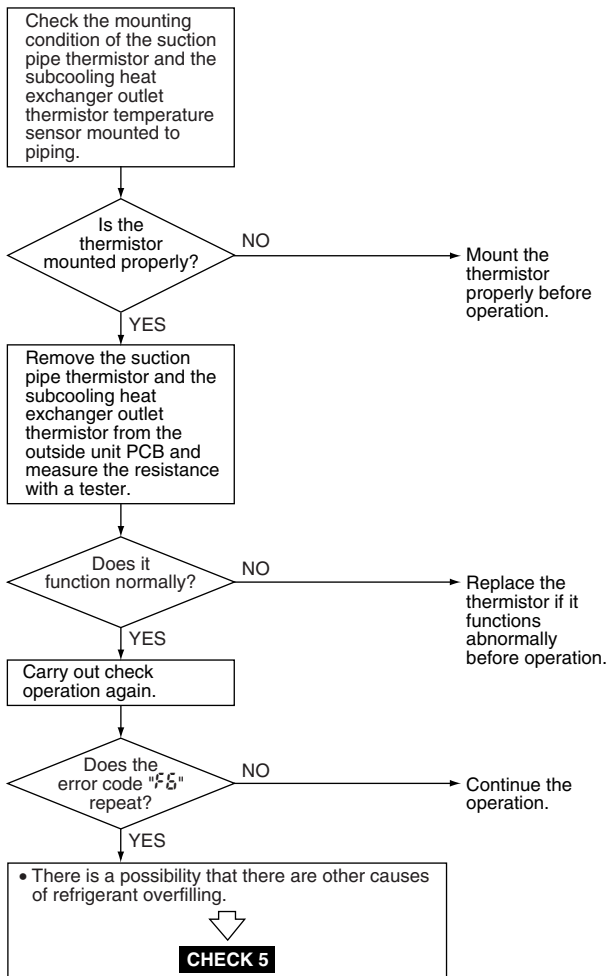 Check the mounting
condition of the suction
pipe thermistor and the
subcooling heat
exchanger outlet
thermistor temperature
sensor mounted to
piping.
Is the
thermistor
mounted properly?
NO
Mount the
thermistor
properly before
operation.
YES
Remove the suction
pipe thermistor and the
subcooling heat
exchanger outlet
thermistor from the
outside unit PCB and
measure the resistance
with a tester.
Does it
function normally?
NO
Replace the
thermistor if it
functions
abnormally
before operation.
YES
Carry out check
operation again.
Does the
error code "F6"
repeat?
NO
Continue the
operation.
YES
• There is a possibility that there are other causes
of refrigerant overfilling.
CHECK 5